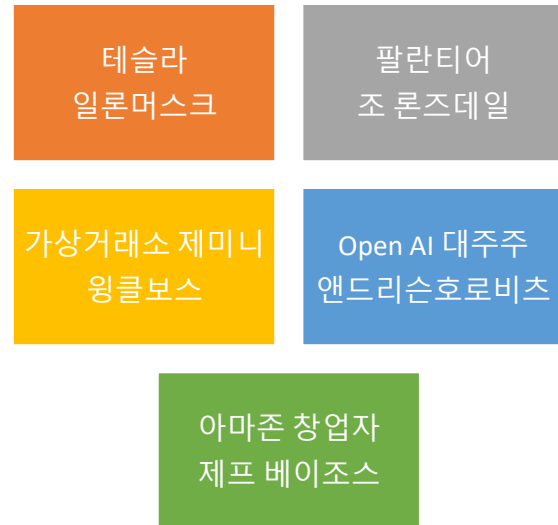 테슬라
일론머스크
팔란티어
조 론즈데일
가상거래소 제미니
윙클보스
Open AI 대주주
앤드리슨호로비츠
아마존 창업자
제프 베이조스